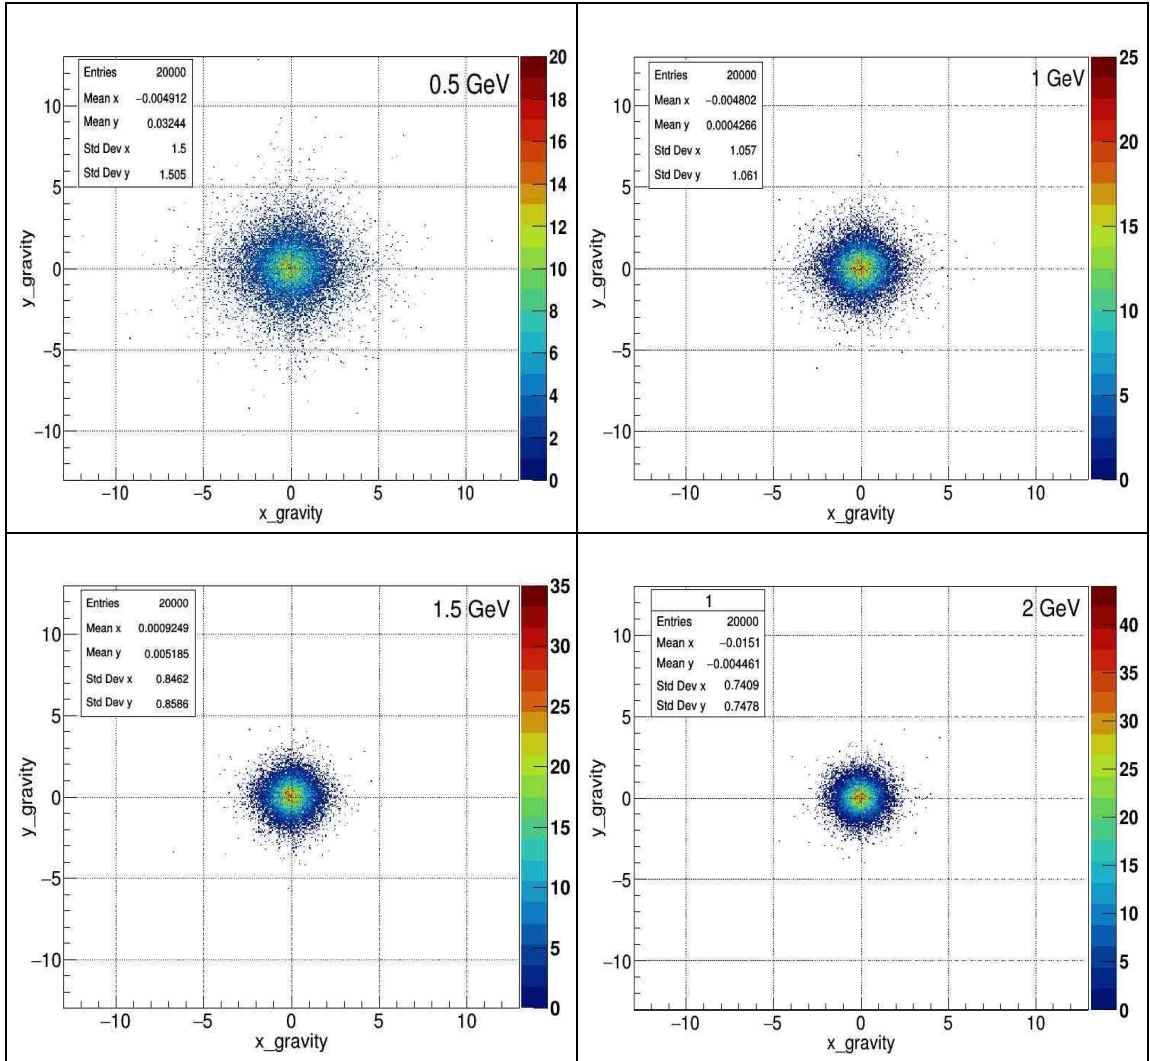 0.5 GeV
Entries 20000
Mean x −0.004912
Mean y 0.03244
Std Dev x 1.5
Std Dev y 1.505
20
18
16
14
12
10
8
6
4
2
0
10
5
0
−5
−10
y_gravity
−10 −5 0 5 10
x_gravity
1 GeV
Entries 20000
Mean x −0.004802
Mean y 0.0004266
Std Dev x 1.057
Std Dev y 1.061
25
20
15
10
5
0
10
5
0
−5
−10
y_gravity
−10 −5 0 5 10
x_gravity
1.5 GeV
Entries 20000
Mean x 0.0009249
Mean y 0.005185
Std Dev x 0.8462
Std Dev y 0.8586
35
30
25
20
15
10
5
0
10
5
0
−5
−10
y_gravity
−10 −5 0 5 10
x_gravity
2 GeV
1
Entries 20000
Mean x −0.0151
Mean y −0.004461
Std Dev x 0.7409
Std Dev y 0.7478
40
35
30
25
20
15
10
5
0
10
5
0
−5
−10
y_gravity
−10 −5 0 5 10
x_gravity